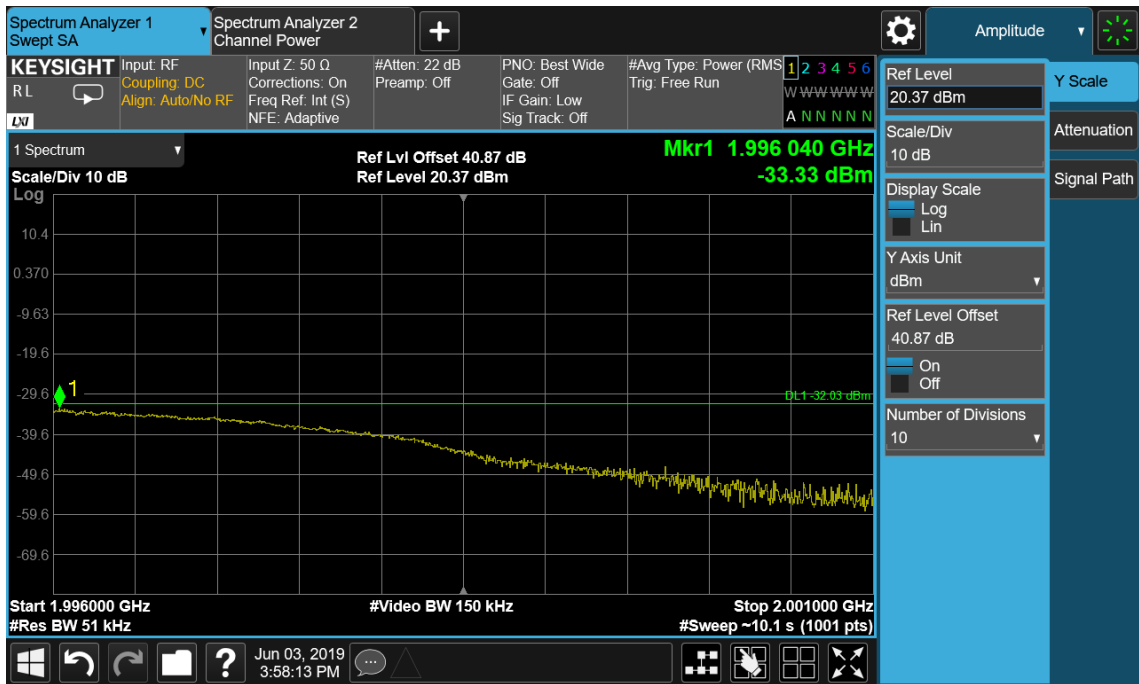 Spectrum Analyzer 1
Swept SA
Spectrum Analyzer 2
Channel Power
Amplitude
KEYSIGHT
RL
LXI
Input: RF
Coupling: DC
Align: Auto/No RF
Input Z: 50 Ω
Corrections: On
Freq Ref: Int (S)
NFE: Adaptive
#Atten: 22 dB
Preamp: Off
PNO: Best Wide
Gate: Off
IF Gain: Low
Sig Track: Off
#Avg Type: Power (RMS
Trig: Free Run
1 2 3 4 5 6
W W W W W W
A N N N N N
1 Spectrum
Scale/Div 10 dB
Ref Lvl Offset 40.87 dB
Ref Level 20.37 dBm
Mkr1 1.996 040 GHz
-33.33 dBm
Log
10.4
0.370
-9.63
-19.6
-29.6
-39.6
-49.6
-59.6
-69.6
1
DL1 -32.03 dBm
Start 1.996000 GHz
#Res BW 51 kHz
#Video BW 150 kHz
Stop 2.001000 GHz
#Sweep ~10.1 s (1001 pts)
Ref Level
20.37 dBm
Scale/Div
10 dB
Display Scale
Log
Lin
Y Axis Unit
dBm
Ref Level Offset
40.87 dB
On
Off
Number of Divisions
10
Y Scale
Attenuation
Signal Path
?
Jun 03, 2019
3:58:13 PM